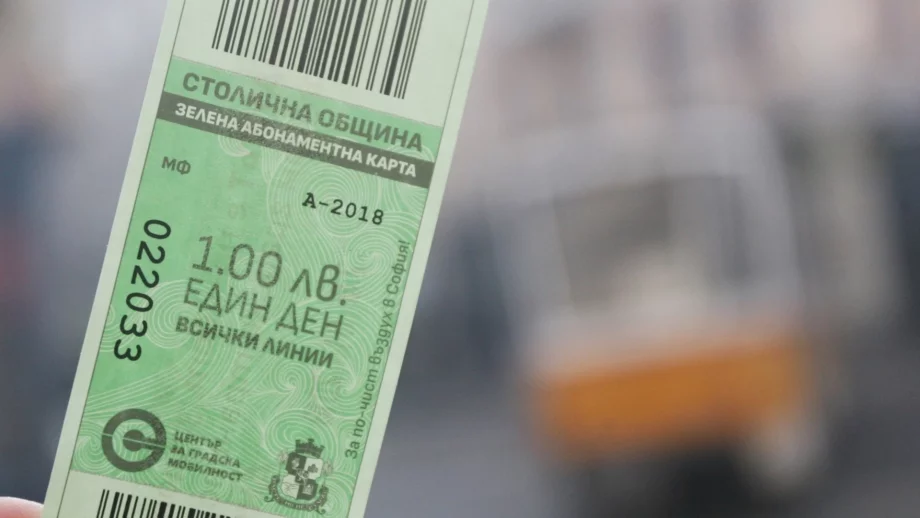 СТОЛИЧНА ОБЩИНА
ЗЕЛЕНА АБОНАМЕНТНА КАРТА
МФ
А-2018
022033
1.00 лв.
ЕДИН ДЕН
ВСИЧКИ ЛИНИИ
За по-чист въздух в София!
ЦЕНТЪР
ЗА ГРАДСКА
МОБИЛНОСТ